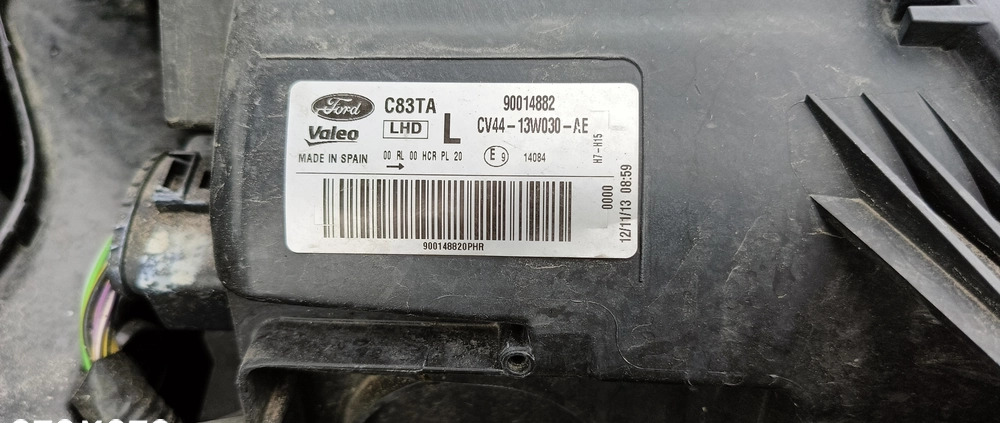 Ford C83TA 90014882
Valeo LHD L CV44-13W030-AE
MADE IN SPAIN 00 RL 00 HCR PL 20 E 9 14084
H7-H15
0000
12/11/13 08:59
900148820PHR